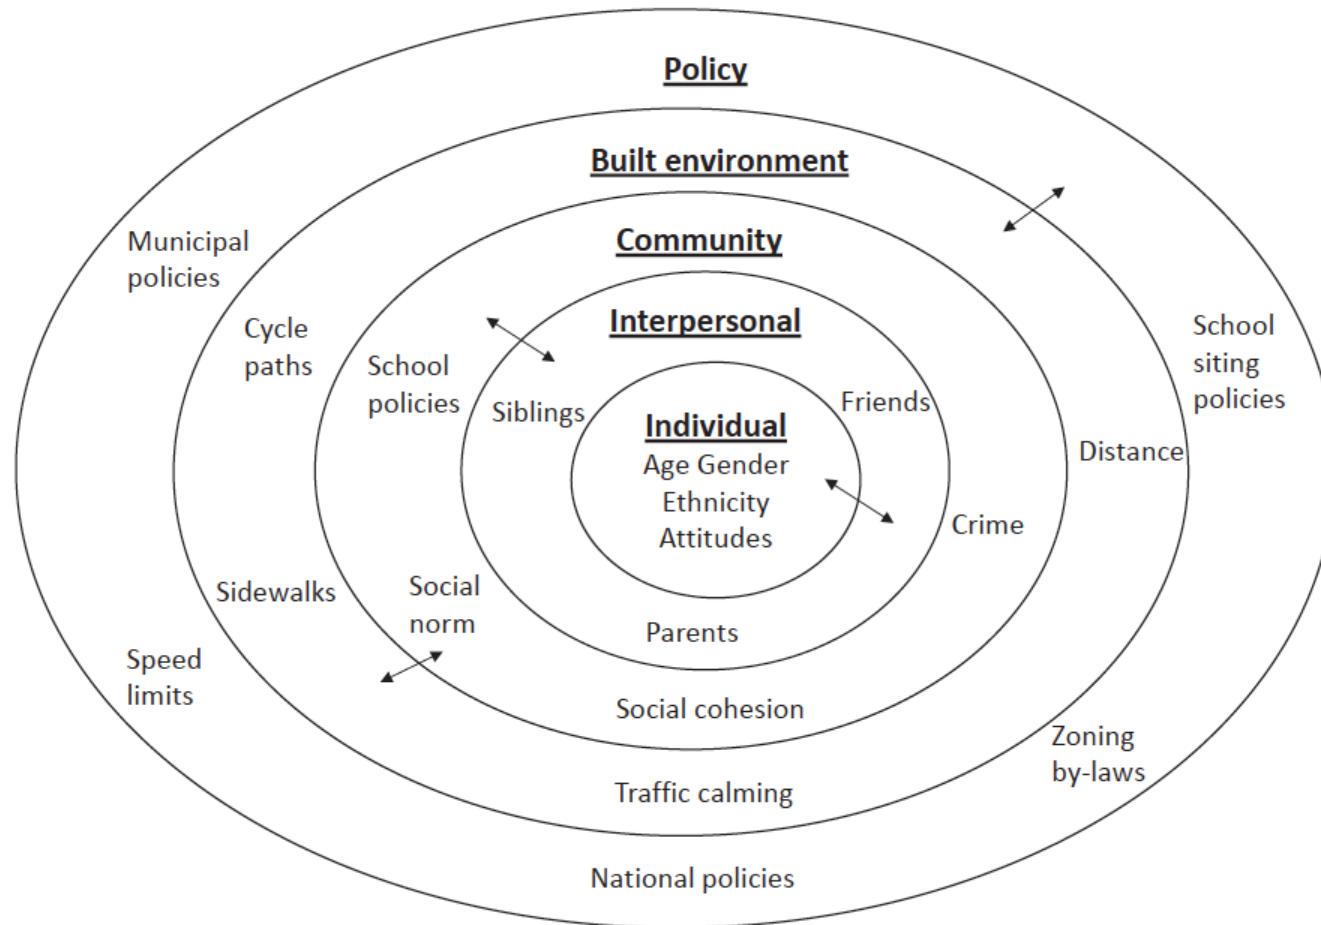 Policy
Built environment
Community
Interpersonal
Individual
Age Gender
Ethnicity
Attitudes
Municipal
policies
Cycle
paths
School
policies
Siblings
Friends
School
siting
policies
Distance
Crime
Sidewalks
Social
norm
Parents
Speed
limits
Social cohesion
Zoning
by-laws
Traffic calming
National policies